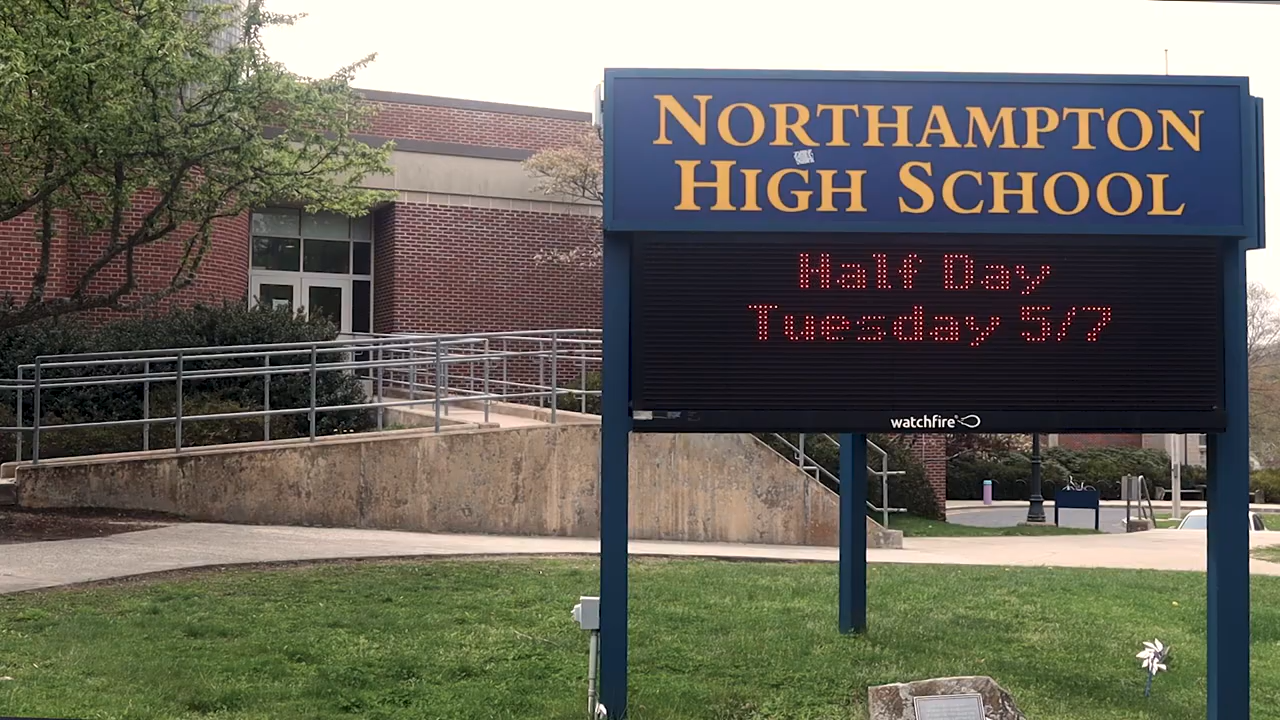 NORTHAMPTON
HIGH SCHOOL
Half Day
Tuesday 5/7
watchfire